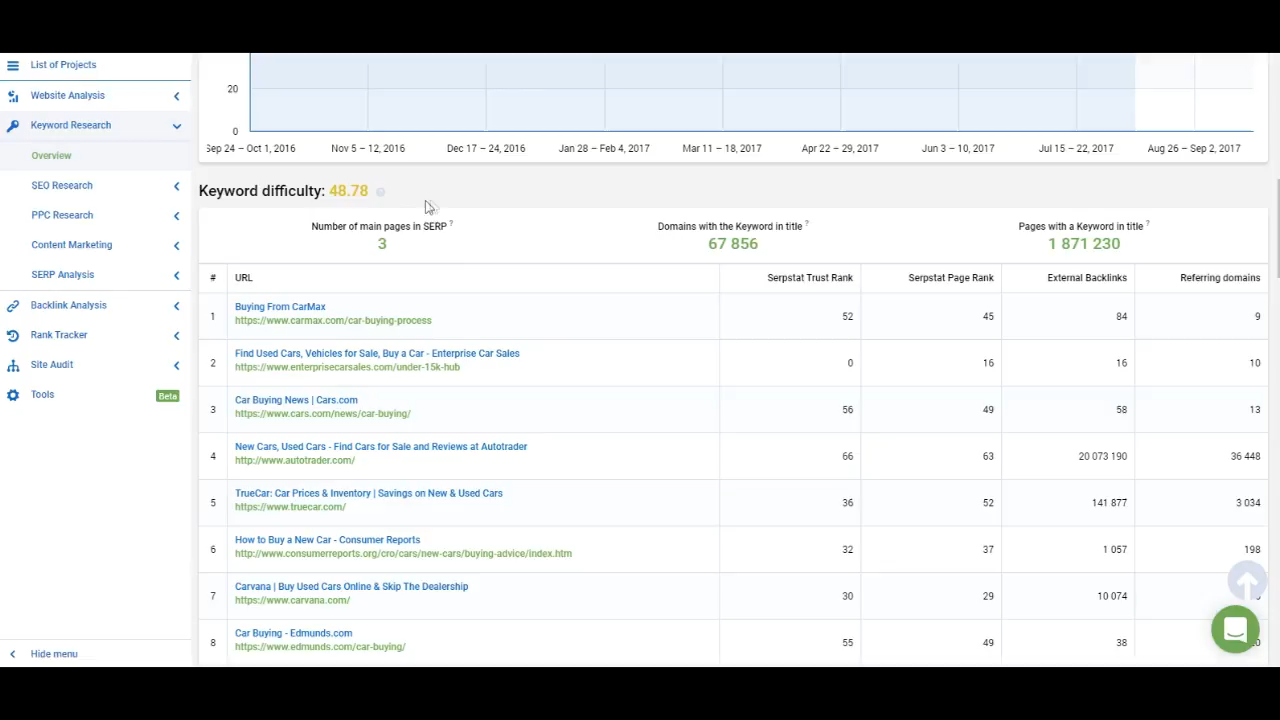 List of Projects
Website Analysis
Keyword Research
Overview
SEO Research
PPC Research
Content Marketing
SERP Analysis
Backlink Analysis
Rank Tracker
Site Audit
Tools Beta
Hide menu
20
0
Sep 24 – Oct 1, 2016 Nov 5 – 12, 2016 Dec 17 – 24, 2016 Jan 28 – Feb 4, 2017 Mar 11 – 18, 2017 Apr 22 – 29, 2017 Jun 3 – 10, 2017 Jul 15 – 22, 2017 Aug 26 – Sep 2, 2017
Keyword difficulty: 48.78
Number of main pages in SERP ? Domains with the Keyword in title ? Pages with a Keyword in title ?
3 67 856 1 871 230
# URL Serpstat Trust Rank Serpstat Page Rank External Backlinks Referring domains
1 Buying From CarMax 52 45 84 9
https://www.carmax.com/car-buying-process
2 Find Used Cars, Vehicles for Sale, Buy a Car - Enterprise Car Sales 0 16 16 10
https://www.enterprisecarsales.com/under-15k-hub
3 Car Buying News | Cars.com 56 49 58 13
https://www.cars.com/news/car-buying/
4 New Cars, Used Cars - Find Cars for Sale and Reviews at Autotrader 66 63 20 073 190 36 448
http://www.autotrader.com/
5 TrueCar: Car Prices & Inventory | Savings on New & Used Cars 36 52 141 877 3 034
https://www.truecar.com/
6 How to Buy a New Car - Consumer Reports 32 37 1 057 198
http://www.consumerreports.org/cro/cars/new-cars/buying-advice/index.htm
7 Carvana | Buy Used Cars Online & Skip The Dealership 30 29 10 074
https://www.carvana.com/
8 Car Buying - Edmunds.com 55 49 38
https://www.edmunds.com/car-buying/